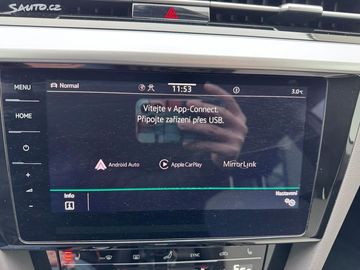 SAUTO.CZ
MENU
Normal
11:53
3.0°C
HOME
Vítejte v App-Connect.
Připojte zařízení přes USB.
Android Auto
Apple CarPlay
MirrorLink
Info
Nastavení
SYNC